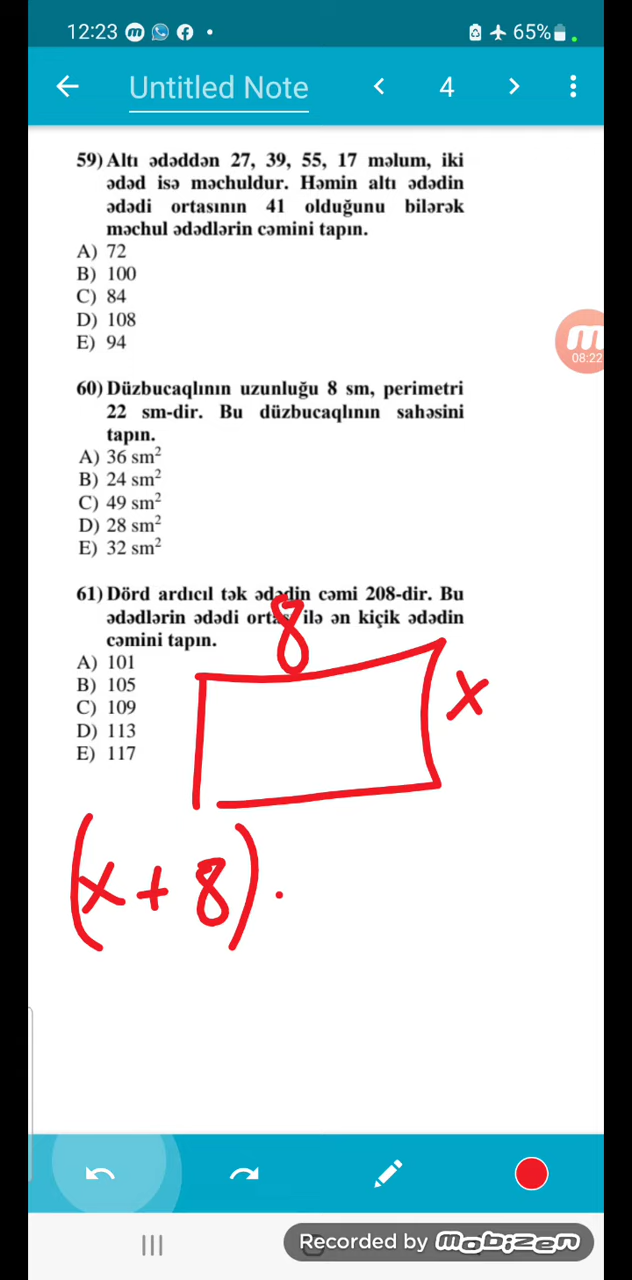 12:23
65%
Untitled Note
4
59) Altı ədəddən 27, 39, 55, 17 məlum, iki
ədəd isə məchuldur. Həmin altı ədədin
ədədi ortasının 41 olduğunu bilərək
məchul ədədlərin cəmini tapın.
A) 72
B) 100
C) 84
D) 108
E) 94
m
08:22
60) Düzbucaqlının uzunluğu 8 sm, perimetri
22 sm-dir. Bu düzbucaqlının sahəsini
tapın.
A) 36 sm²
B) 24 sm²
C) 49 sm²
D) 28 sm²
E) 32 sm²
61) Dörd ardıcıl tək ədədin cəmi 208-dir. Bu
ədədlərin ədədi ortası ilə ən kiçik ədədin
cəmini tapın.
A) 101
B) 105
C) 109
D) 113
E) 117
8
x
(x + 8) ·
Recorded by mobizen